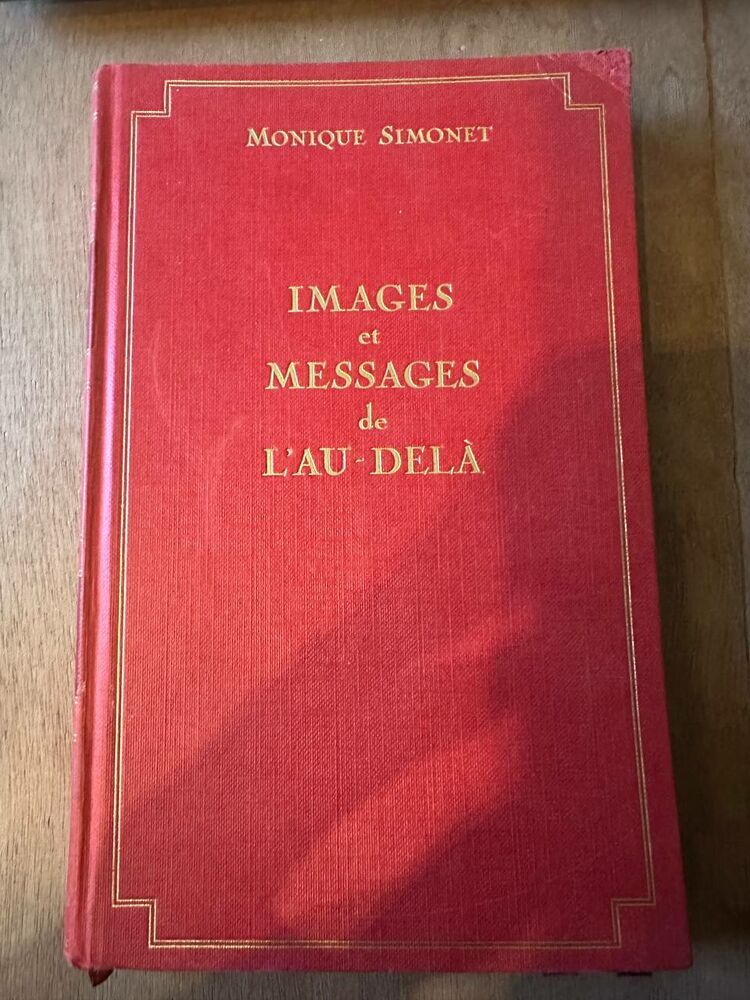 MONIQUE SIMONET
IMAGES
et
MESSAGES
de
L'AU-DELÀ